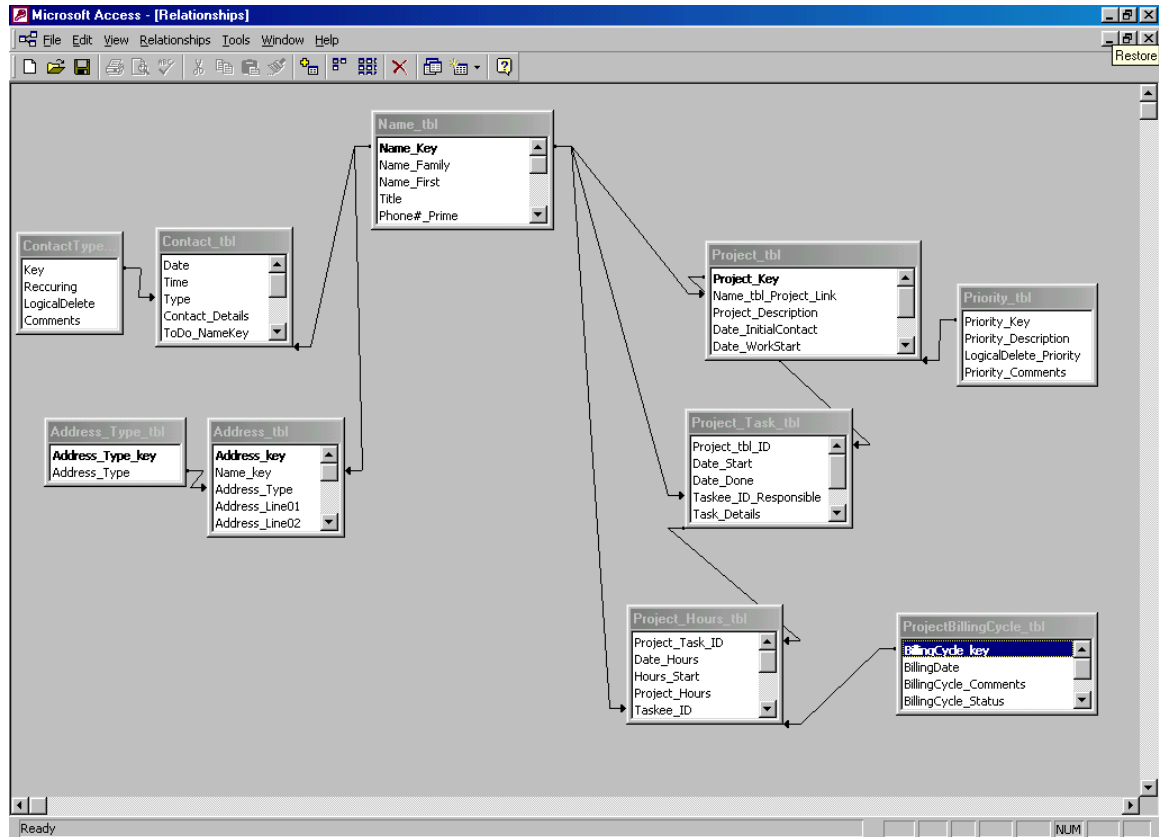 Microsoft Access - [Relationships]
File Edit View Relationships Tools Window Help
Restore
Name_tbl
Name_Key
Name_Family
Name_First
Title
Phone#_Prime
ContactType...
Key
Reccuring
LogicalDelete
Comments
Contact_tbl
Date
Time
Type
Contact_Details
ToDo_NameKey
Project_tbl
Project_Key
Name_tbl_Project_Link
Project_Description
Date_InitialContact
Date_WorkStart
Priority_tbl
Priority_Key
Priority_Description
LogicalDelete_Priority
Priority_Comments
Address_Type_tbl
Address_Type_key
Address_Type
Address_tbl
Address_key
Name_key
Address_Type
Address_Line01
Address_Line02
Project_Task_tbl
Project_tbl_ID
Date_Start
Date_Done
Taskee_ID_Responsible
Task_Details
Project_Hours_tbl
Project_Task_ID
Date_Hours
Hours_Start
Project_Hours
Taskee_ID
ProjectBillingCycle_tbl
BillingCycle_key
BillingDate
BillingCycle_Comments
BillingCycle_Status
Ready
NUM